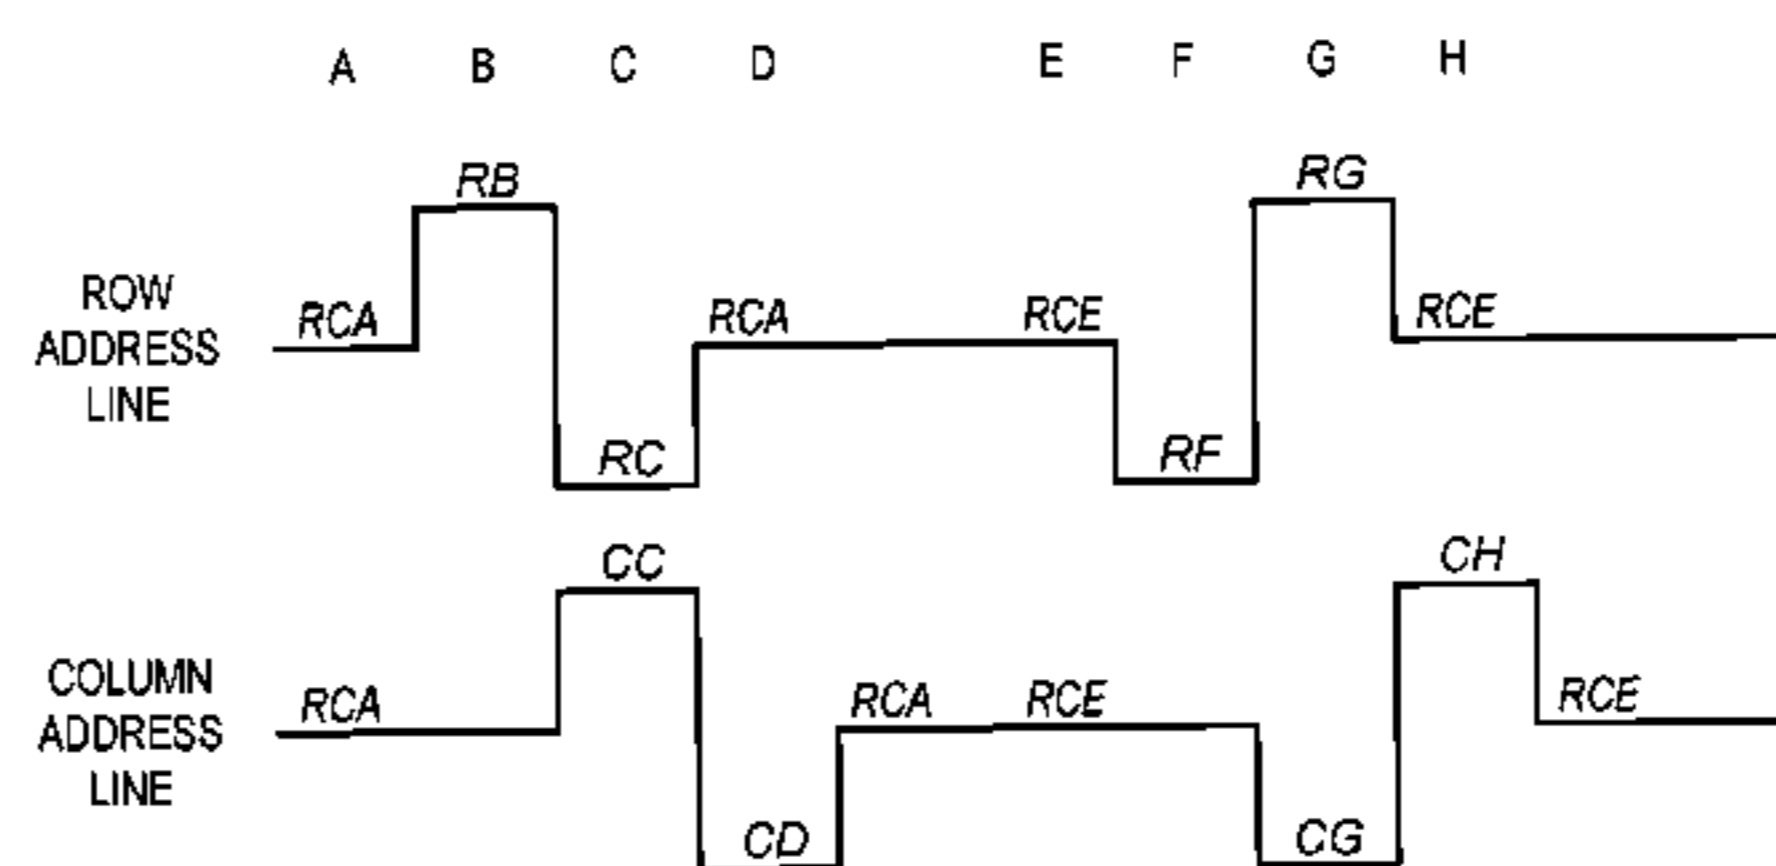 A B C D E F G H
RB RG
ROW
ADDRESS
LINE
RCA RCA RCE RCE
RC RF
CC CH
COLUMN
ADDRESS
LINE
RCA RCA RCE RCE
CD CG